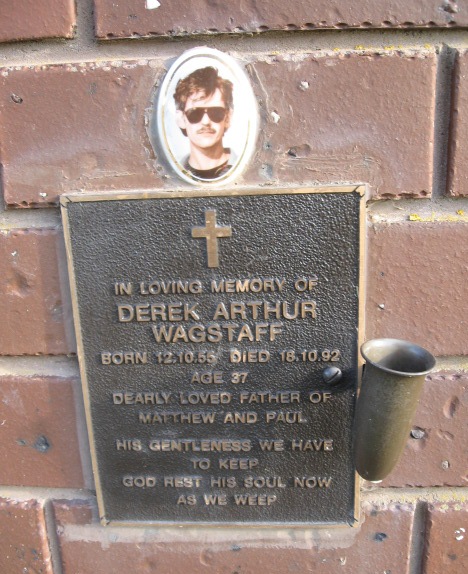 IN LOVING MEMORY OF
DEREK ARTHUR
WAGSTAFF
BORN 12.10.55 DIED 18.10.92
AGE 37
DEARLY LOVED FATHER OF
MATTHEW AND PAUL
HIS GENTLENESS WE HAVE
TO KEEP
GOD REST HIS SOUL NOW
AS WE WEEP